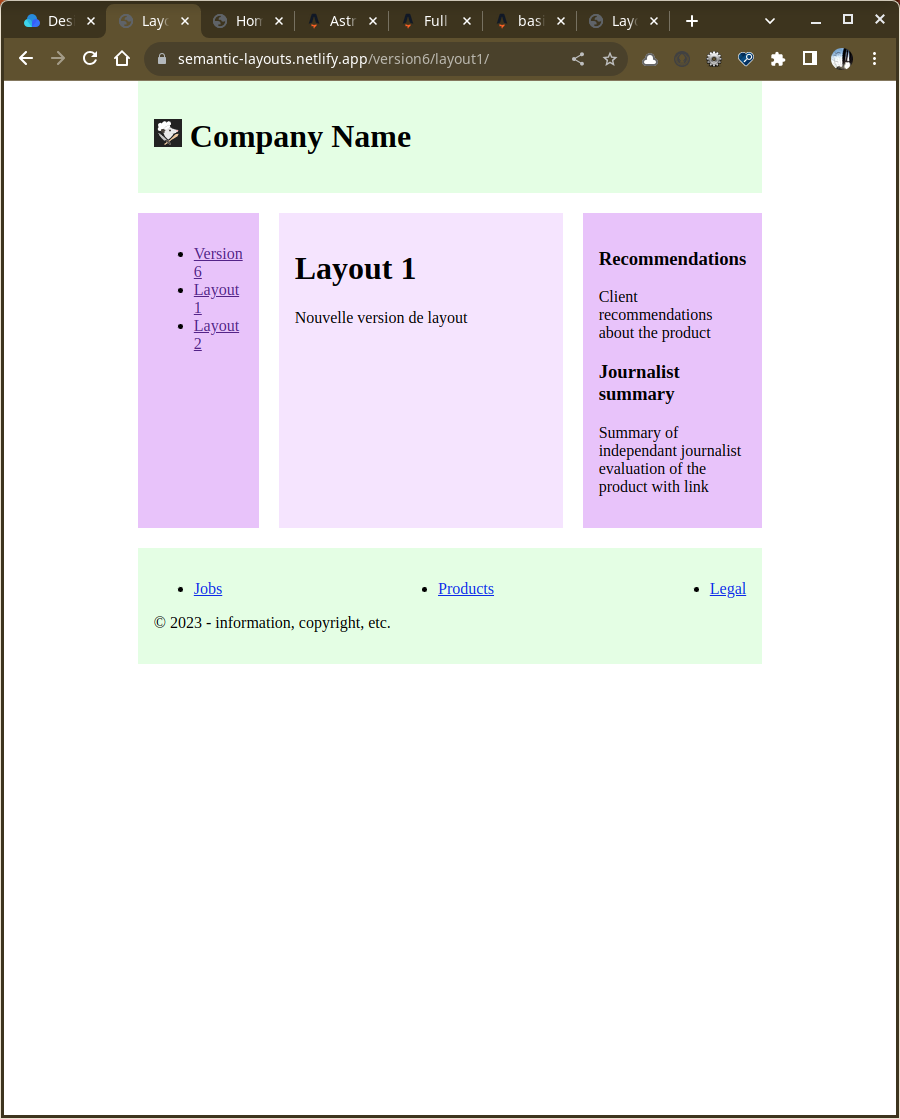 Des
Layo
Hom
Astr
Full
basi
Layo
semantic-layouts.netlify.app/version6/layout1/
Company Name
Version
6
Layout
1
Layout
2
Layout 1
Nouvelle version de layout
Recommendations
Client
recommendations
about the product
Journalist
summary
Summary of
independant journalist
evaluation of the
product with link
Jobs
Products
Legal
© 2023 - information, copyright, etc.